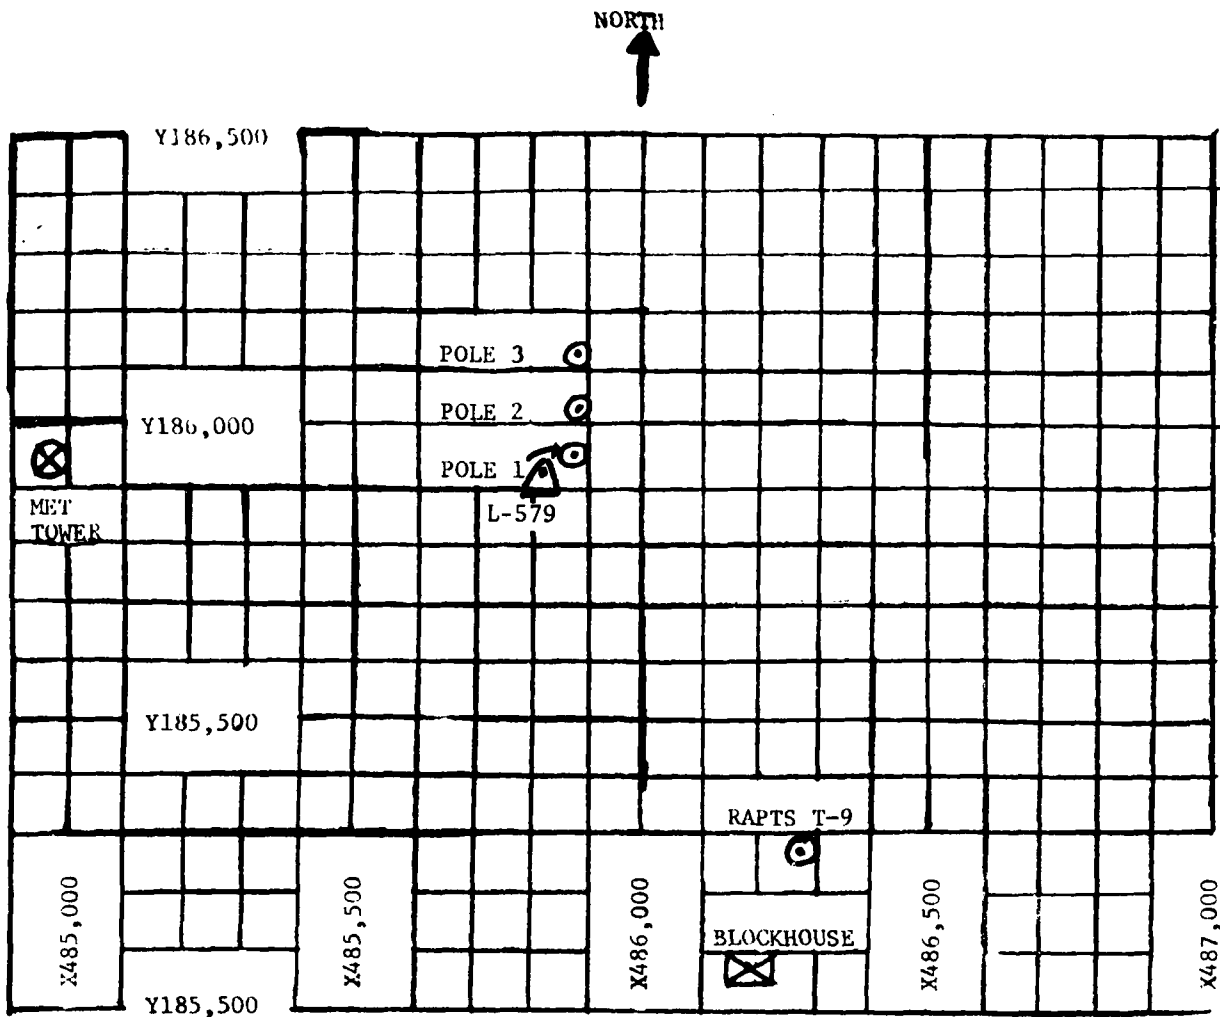 NORTH
Y186,500
POLE 3
POLE 2
Y186,000
POLE 1
MET
TOWER
L-579
Y185,500
RAPTS T-9
X485,000
X485,500
X486,000
BLOCKHOUSE
X486,500
X487,000
Y185,500